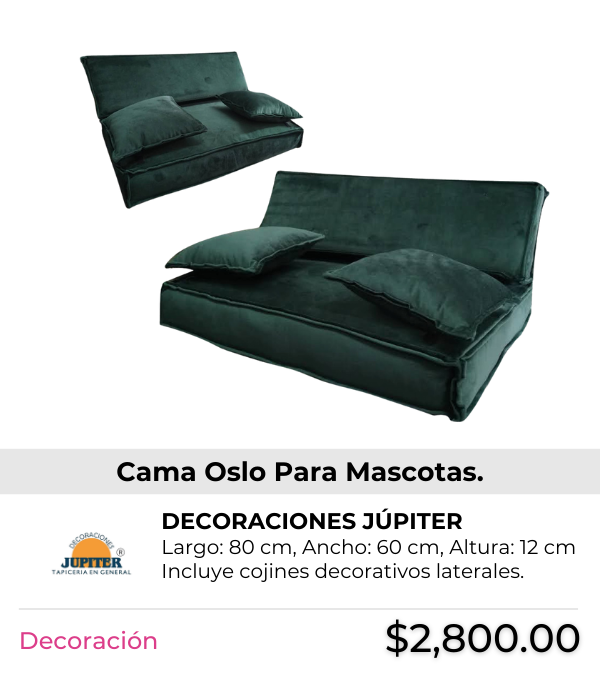 Cama Oslo Para Mascotas.
DECORACIONES JÚPITER
Largo: 80 cm, Ancho: 60 cm, Altura: 12 cm
Incluye cojines decorativos laterales.
DECORACIONES
JUPITER ®
TAPICERIA EN GENERAL
Decoración
$2,800.00